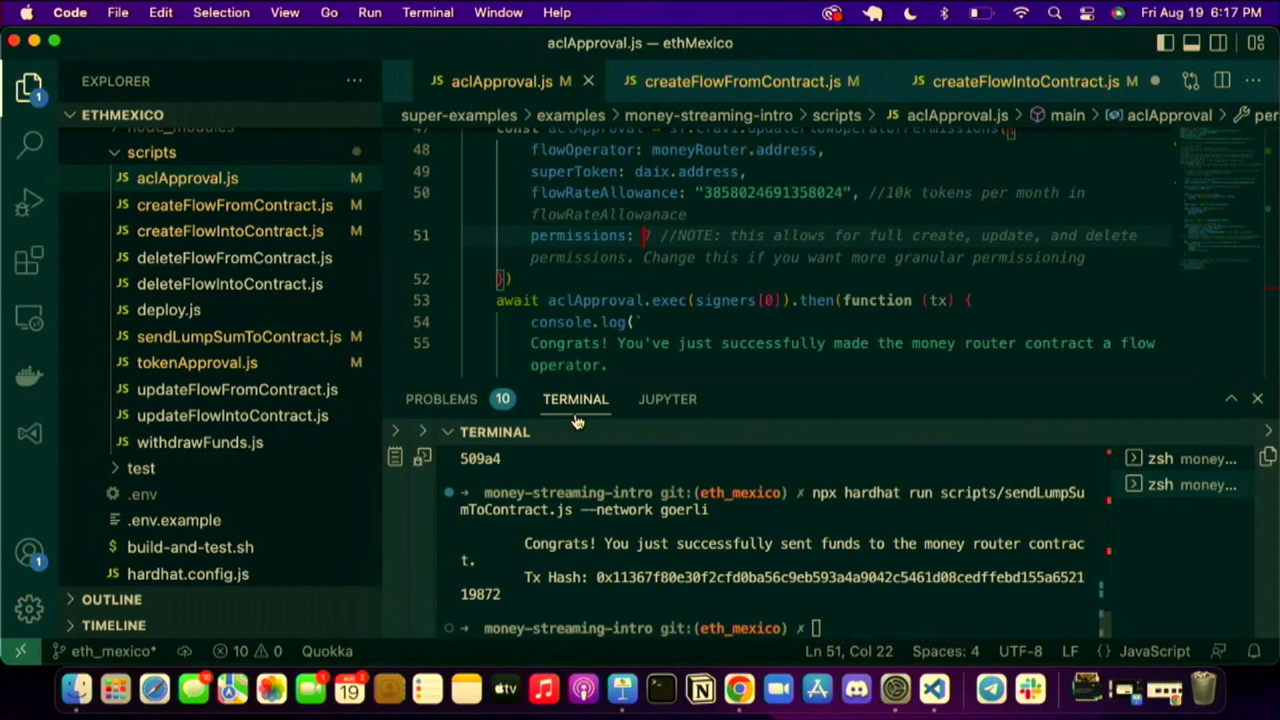 Code File Edit Selection View Go Run Terminal Window Help Fri Aug 19 6:17 PM
aclApproval.js — ethMexico
EXPLORER
aclApproval.js M
createFlowFromContract.js M
createFlowIntoContract.js M
ETHMEXICO
super-examples examples money-streaming-intro scripts aclApproval.js main aclApproval
node_modules
scripts
aclApproval.js M
createFlowFromContract.js M
createFlowIntoContract.js M
deleteFlowFromContract.js
deleteFlowIntoContract.js
deploy.js
sendLumpSumToContract.js M
tokenApproval.js M
updateFlowFromContract.js
updateFlowIntoContract.js
withdrawFunds.js
test
.env
.env.example
build-and-test.sh
hardhat.config.js
OUTLINE
TIMELINE
47 const aclApproval = sf.cfaV1.updateFlowOperatorPermissions({
48 flowOperator: moneyRouter.address,
49 superToken: daix.address,
50 flowRateAllowance: "3858024691358024", //10k tokens per month in
flowRateAllowanace
51 permissions: 7 //NOTE: this allows for full create, update, and delete
permissions. Change this if you want more granular permissioning
52 })
53 await aclApproval.exec(signers[0]).then(function (tx) {
54 console.log(`
55 Congrats! You've just successfully made the money router contract a flow
operator.
PROBLEMS 10 TERMINAL JUPYTER
TERMINAL
509a4
→ money-streaming-intro git:(eth_mexico) ✗ npx hardhat run scripts/sendLumpSu
mToContract.js --network goerli
Congrats! You just successfully sent funds to the money router contrac
t.
Tx Hash: 0x11367f80e30f2cfd0ba56c9eb593a4a9042c5461d08cedffebd155a6521
19872
→ money-streaming-intro git:(eth_mexico) ✗
zsh money...
zsh money...
eth_mexico* 10 0 Quokka Ln 51, Col 22 Spaces: 4 UTF-8 LF {} JavaScript